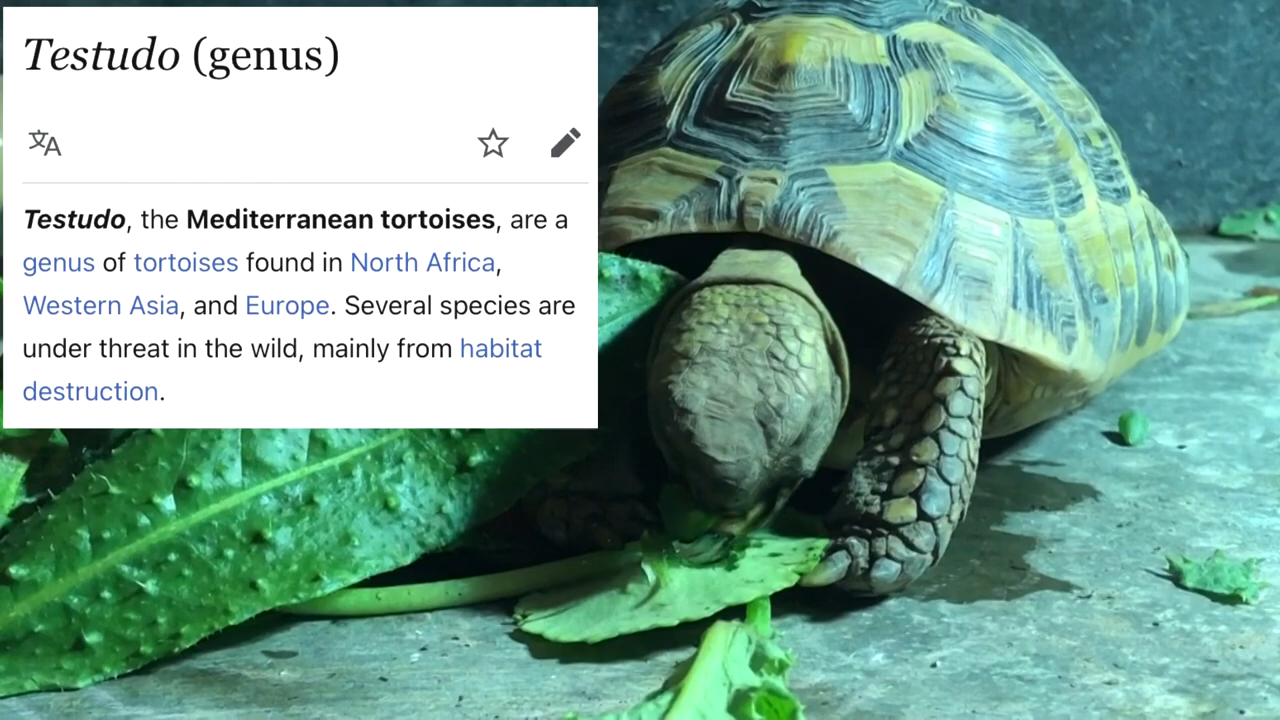 Testudo (genus)
Testudo, the Mediterranean tortoises, are a
genus of tortoises found in North Africa,
Western Asia, and Europe. Several species are
under threat in the wild, mainly from habitat
destruction.